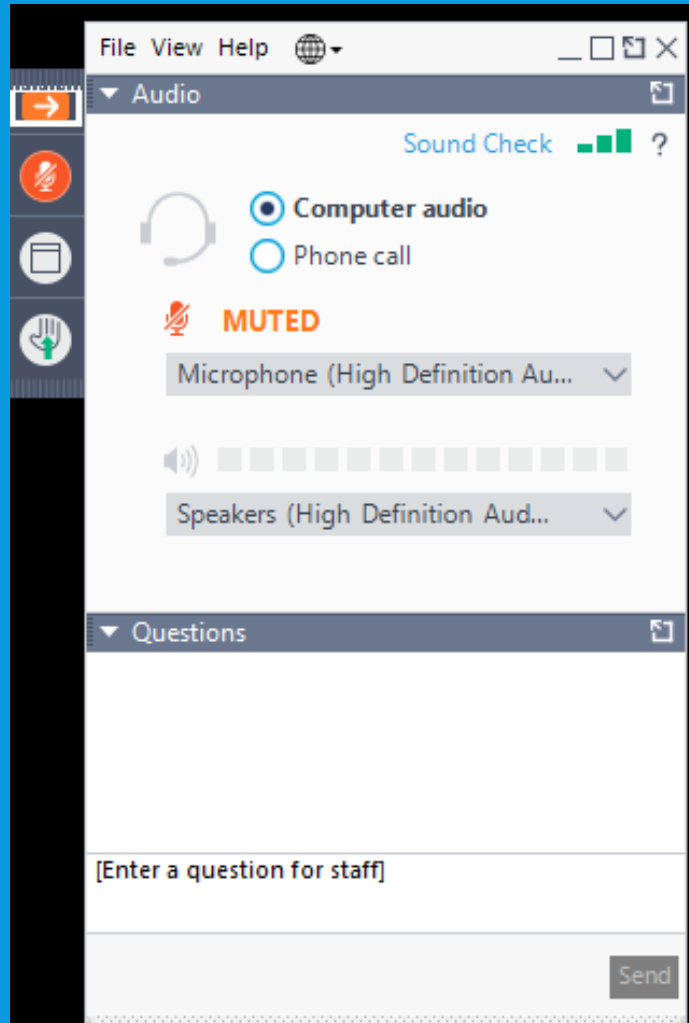 File View Help
Audio
Sound Check ?
Computer audio
Phone call
MUTED
Microphone (High Definition Au...
Speakers (High Definition Aud...
Questions
[Enter a question for staff]
Send